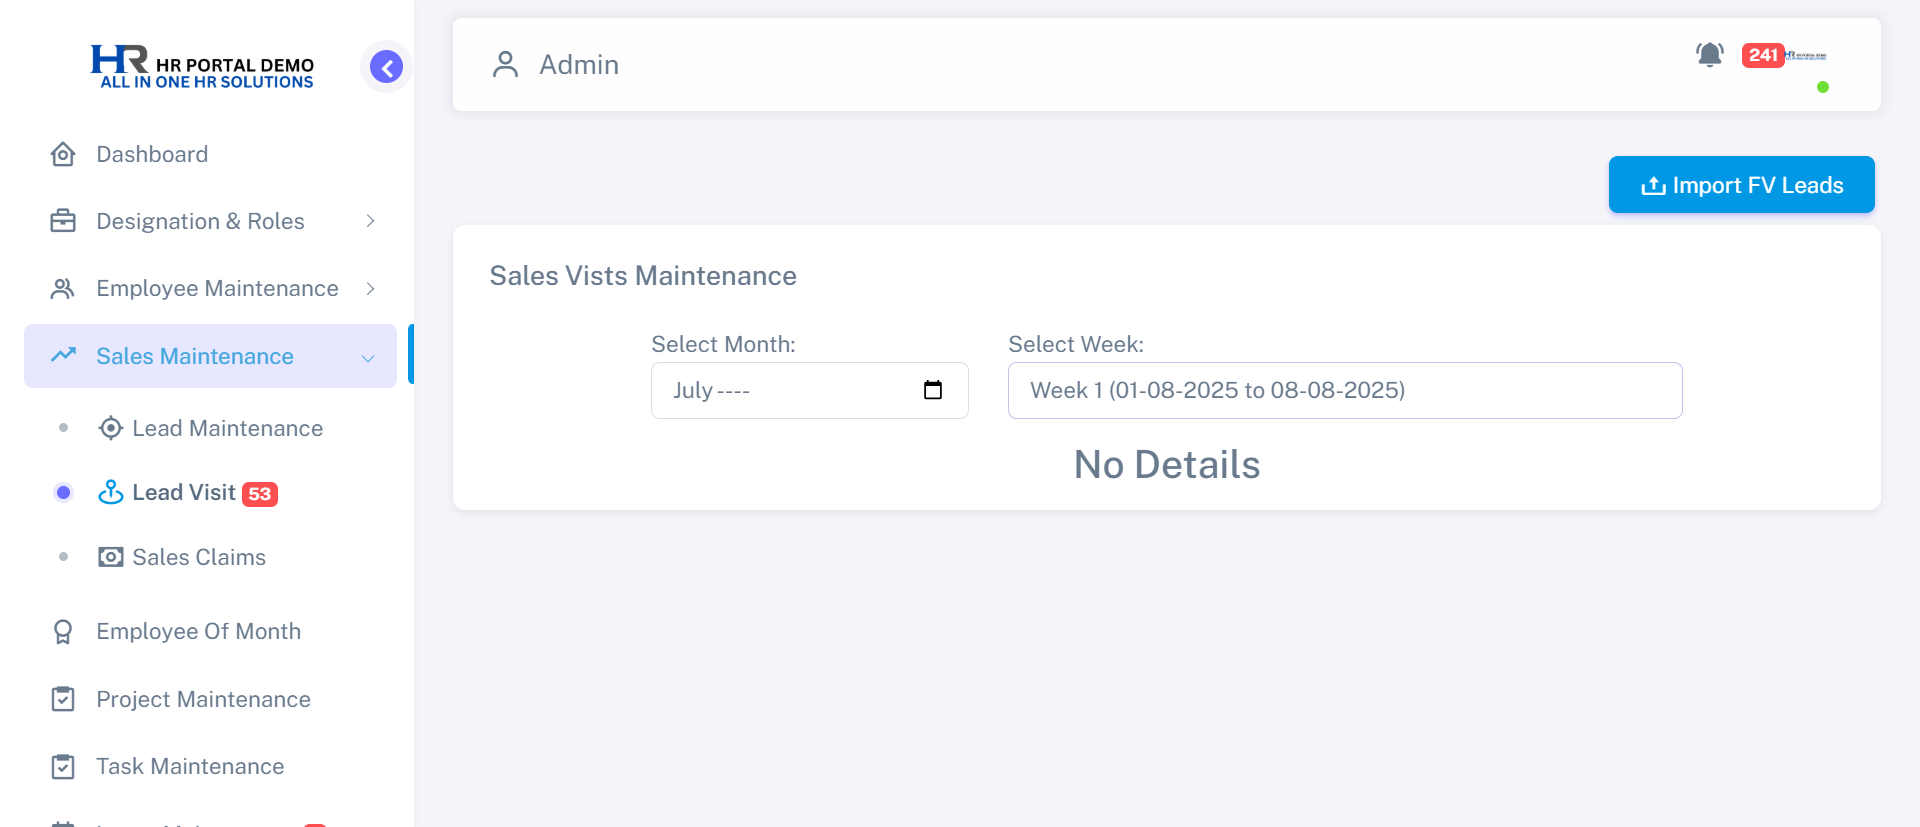 HR HR PORTAL DEMO
ALL IN ONE HR SOLUTIONS
Dashboard
Designation & Roles
Employee Maintenance
Sales Maintenance
Lead Maintenance
Lead Visit 53
Sales Claims
Employee Of Month
Project Maintenance
Task Maintenance
Admin
241
Import FV Leads
Sales Vists Maintenance
Select Month:
July ----
Select Week:
Week 1 (01-08-2025 to 08-08-2025)
No Details